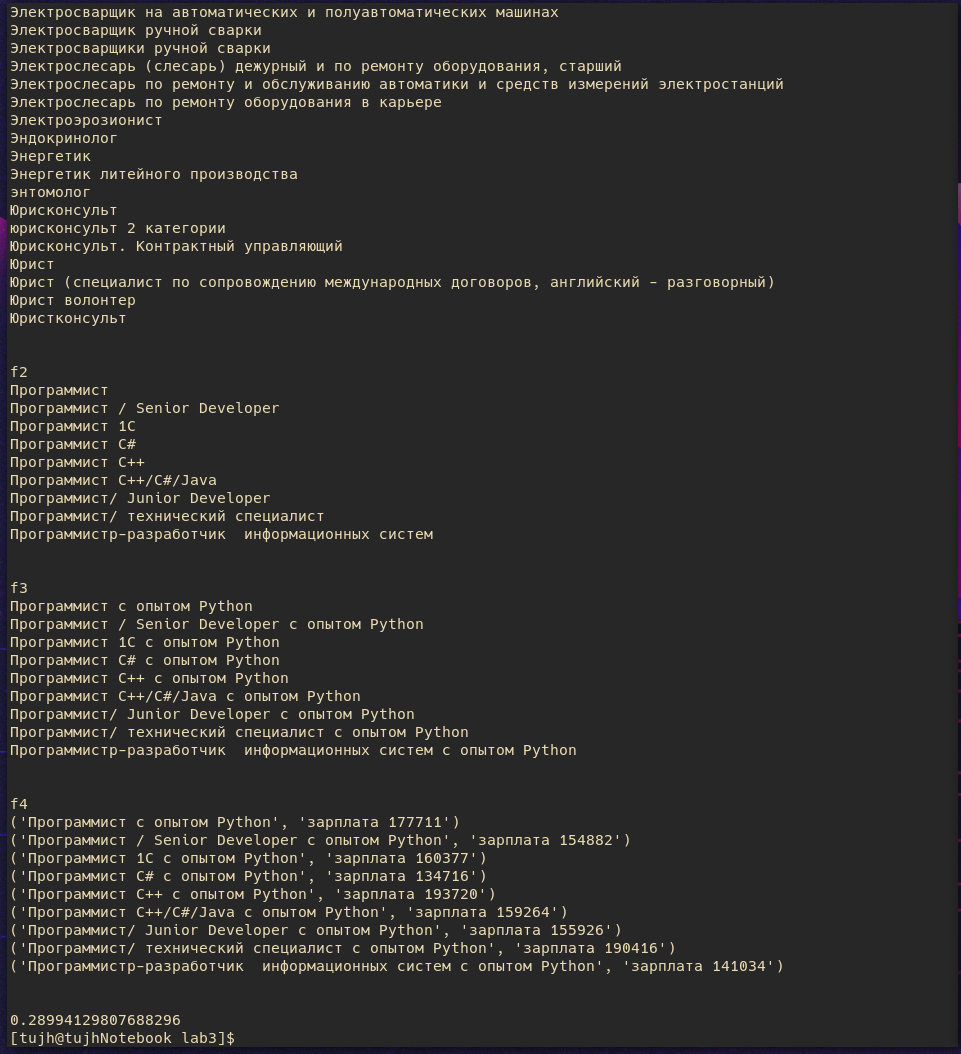 Электросварщик на автоматических и полуавтоматических машинах
Электросварщик ручной сварки
Электросварщики ручной сварки
Электрослесарь (слесарь) дежурный и по ремонту оборудования, старший
Электрослесарь по ремонту и обслуживанию автоматики и средств измерений электростанций
Электрослесарь по ремонту оборудования в карьере
Электроэрозионист
Эндокринолог
Энергетик
Энергетик литейного производства
энтомолог
Юрисконсульт
юрисконсульт 2 категории
Юрисконсульт. Контрактный управляющий
Юрист
Юрист (специалист по сопровождению международных договоров, английский - разговорный)
Юрист волонтер
Юристконсульт
f2
Программист
Программист / Senior Developer
Программист 1С
Программист C#
Программист C++
Программист C++/C#/Java
Программист/ Junior Developer
Программист/ технический специалист
Программистр-разработчик  информационных систем
f3
Программист с опытом Python
Программист / Senior Developer с опытом Python
Программист 1С с опытом Python
Программист C# с опытом Python
Программист C++ с опытом Python
Программист C++/C#/Java с опытом Python
Программист/ Junior Developer с опытом Python
Программист/ технический специалист с опытом Python
Программистр-разработчик  информационных систем с опытом Python
f4
('Программист с опытом Python', 'зарплата 177711')
('Программист / Senior Developer с опытом Python', 'зарплата 154882')
('Программист 1С с опытом Python', 'зарплата 160377')
('Программист C# с опытом Python', 'зарплата 134716')
('Программист C++ с опытом Python', 'зарплата 193720')
('Программист C++/C#/Java с опытом Python', 'зарплата 159264')
('Программист/ Junior Developer с опытом Python', 'зарплата 155926')
('Программист/ технический специалист с опытом Python', 'зарплата 190416')
('Программистр-разработчик  информационных систем с опытом Python', 'зарплата 141034')
0.28994129807688296
[tujh@tujhNotebook lab3]$